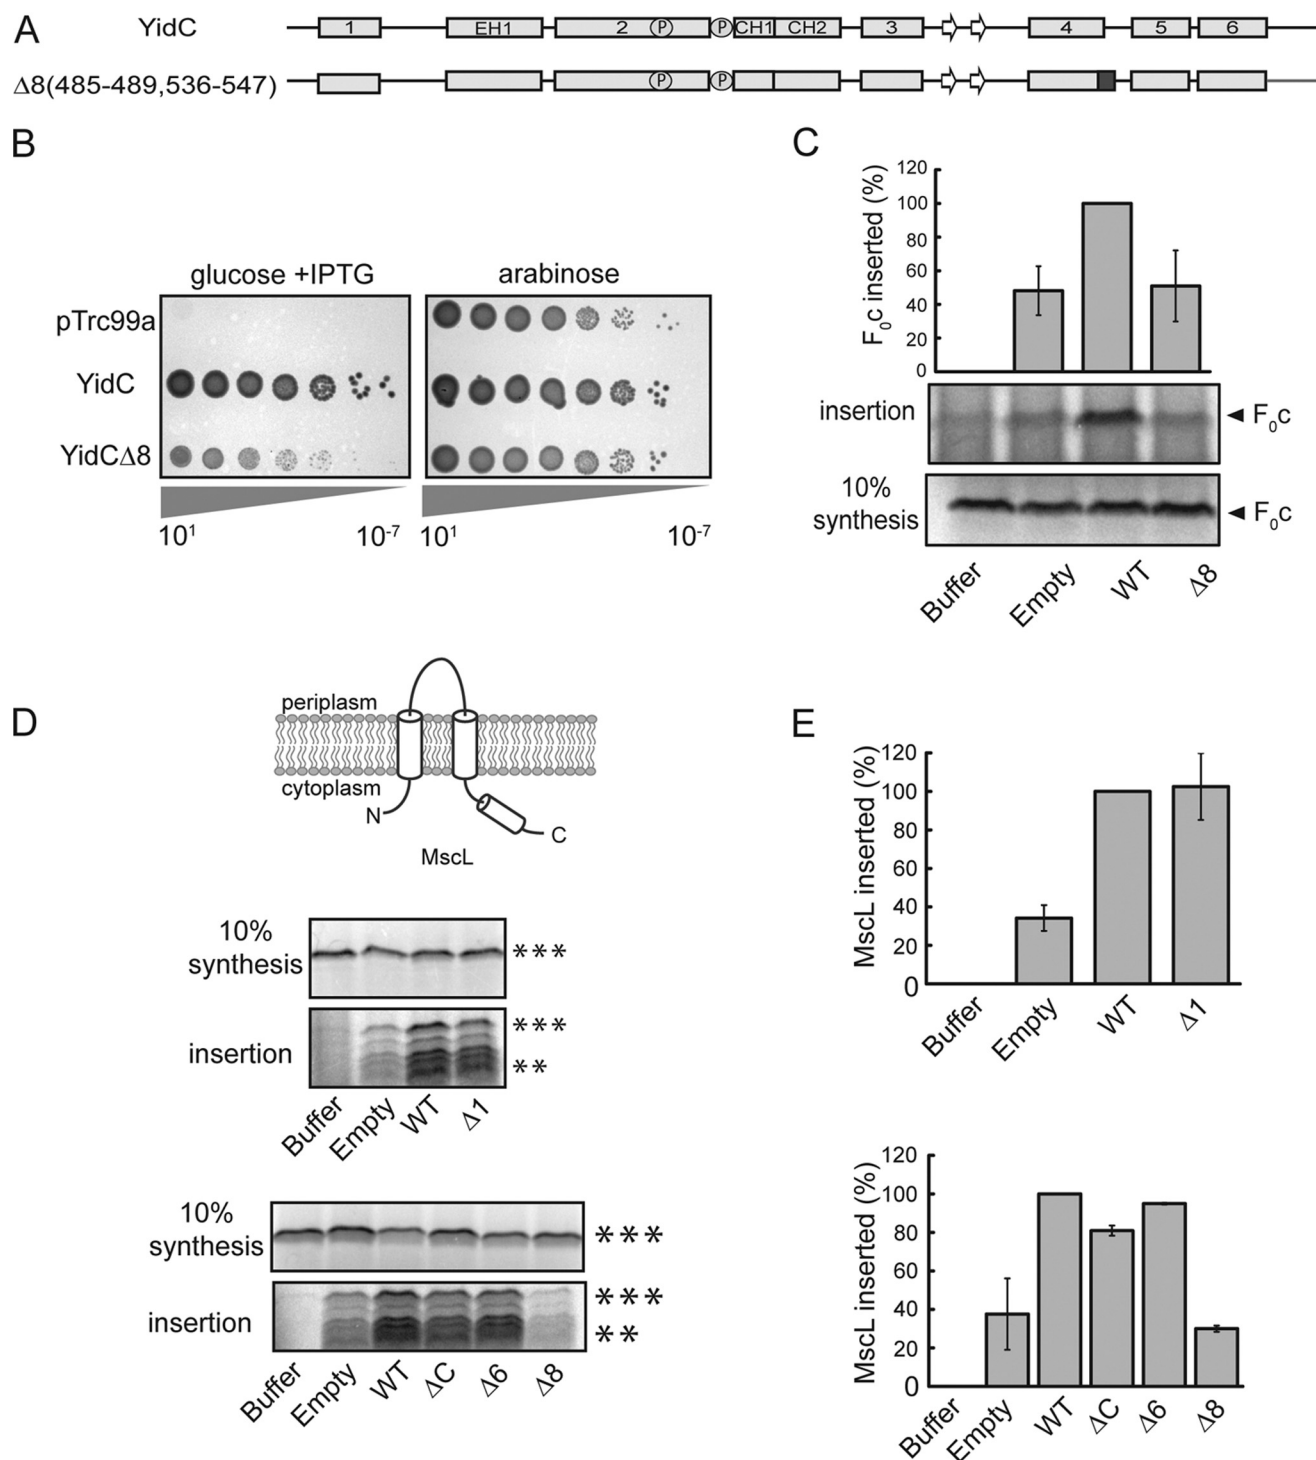 A
YidC
1 EH1 2 P P CH1 CH2 3 4 5 6
Δ8(485-489,536-547)
P P
B
glucose +IPTG arabinose
pTrc99a
YidC
YidCΔ8
10¹ 10⁻⁷ 10¹ 10⁻⁷
C
F₀c inserted (%)
120
100
80
60
40
20
0
insertion
F₀c
10%
synthesis
F₀c
Buffer Empty WT Δ8
D
periplasm
cytoplasm
N
C
MscL
10%
synthesis
***
insertion
***
**
Buffer Empty WT Δ1
10%
synthesis
***
insertion
***
**
Buffer Empty WT ΔC Δ6 Δ8
E
MscL inserted (%)
120
100
80
60
40
20
0
Buffer Empty WT Δ1
MscL inserted (%)
120
100
80
60
40
20
0
Buffer Empty WT ΔC Δ6 Δ8